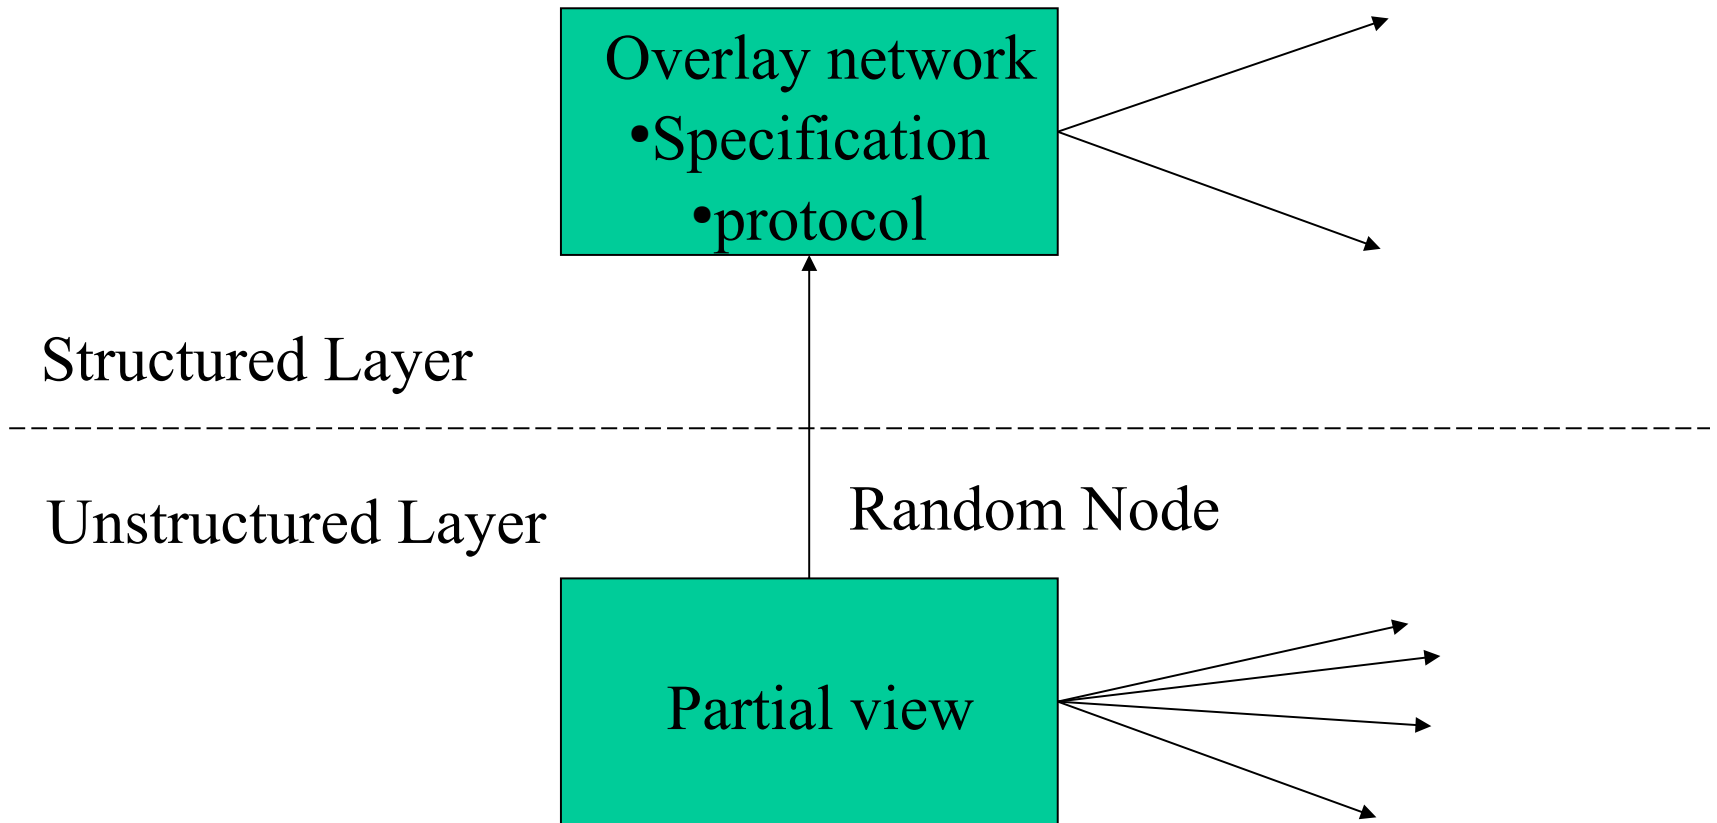 Overlay network
•Specification
•protocol
Structured Layer
Unstructured Layer
Random Node
Partial view